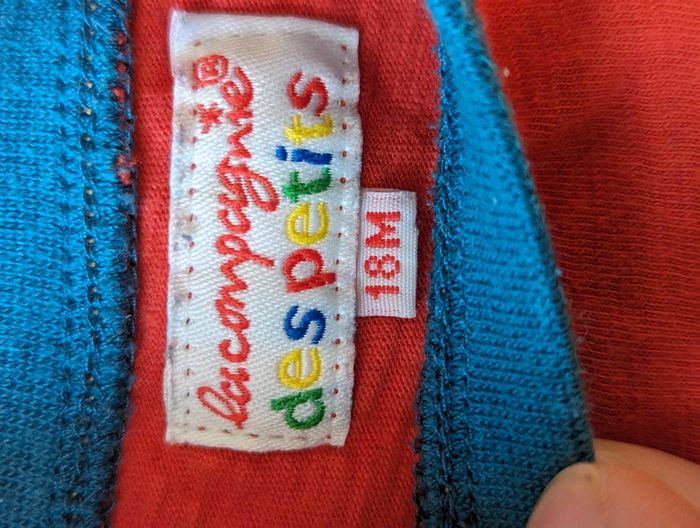 la compagnie * ®
des petits
18M